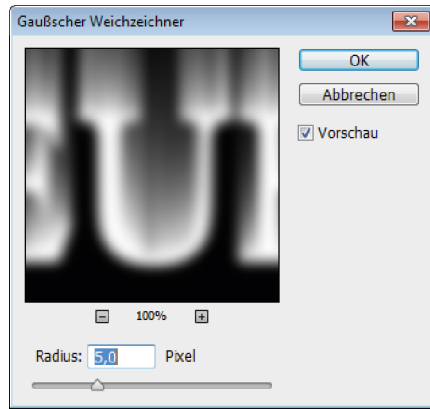 Gaußscher Weichzeichner
OK
Abbrechen
Vorschau
U
100%
Radius: 5,0 Pixel